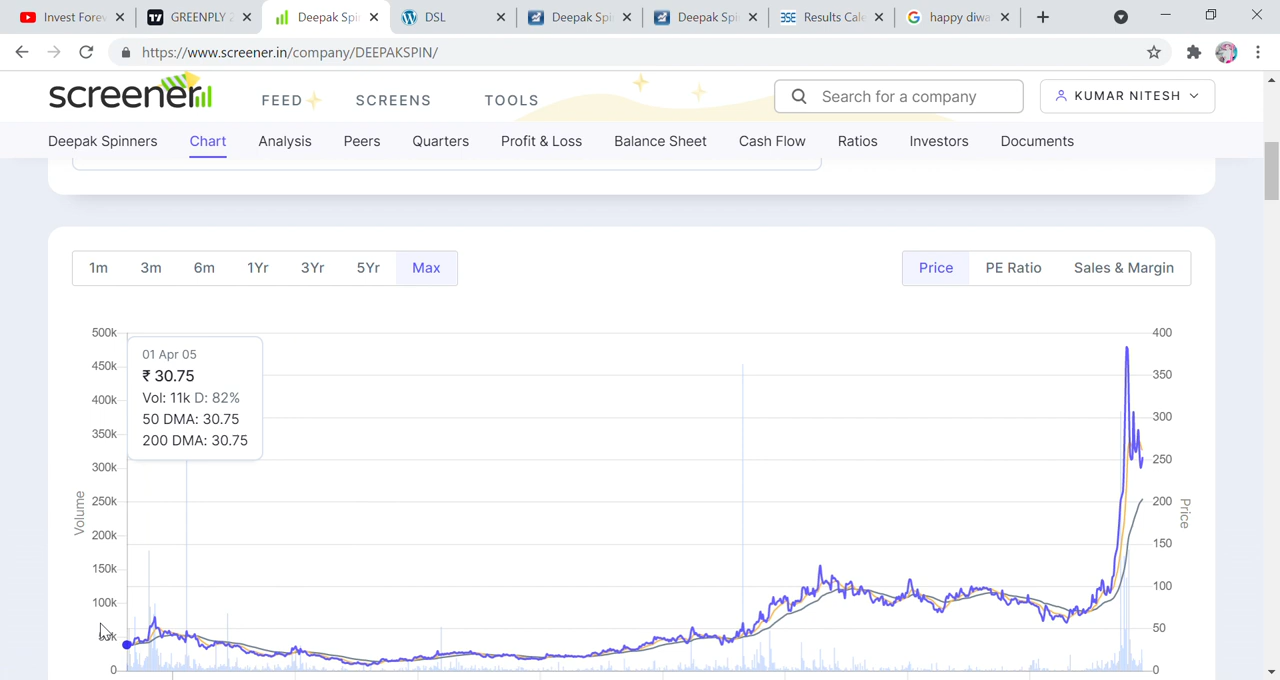 Invest Forev
GREENPLY 2
Deepak Spin
DSL
Deepak Spi
Deepak Spi
Results Cale
happy diwa
https://www.screener.in/company/DEEPAKSPIN/
screener
FEED SCREENS TOOLS
Search for a company
KUMAR NITESH
Deepak Spinners Chart Analysis Peers Quarters Profit & Loss Balance Sheet Cash Flow Ratios Investors Documents
1m 3m 6m 1Yr 3Yr 5Yr Max
Price PE Ratio Sales & Margin
500k
450k
400k
350k
300k
250k
200k
150k
100k
0
Volume
01 Apr 05
₹ 30.75
Vol: 11k D: 82%
50 DMA: 30.75
200 DMA: 30.75
400
350
300
250
200
150
100
50
0
Price